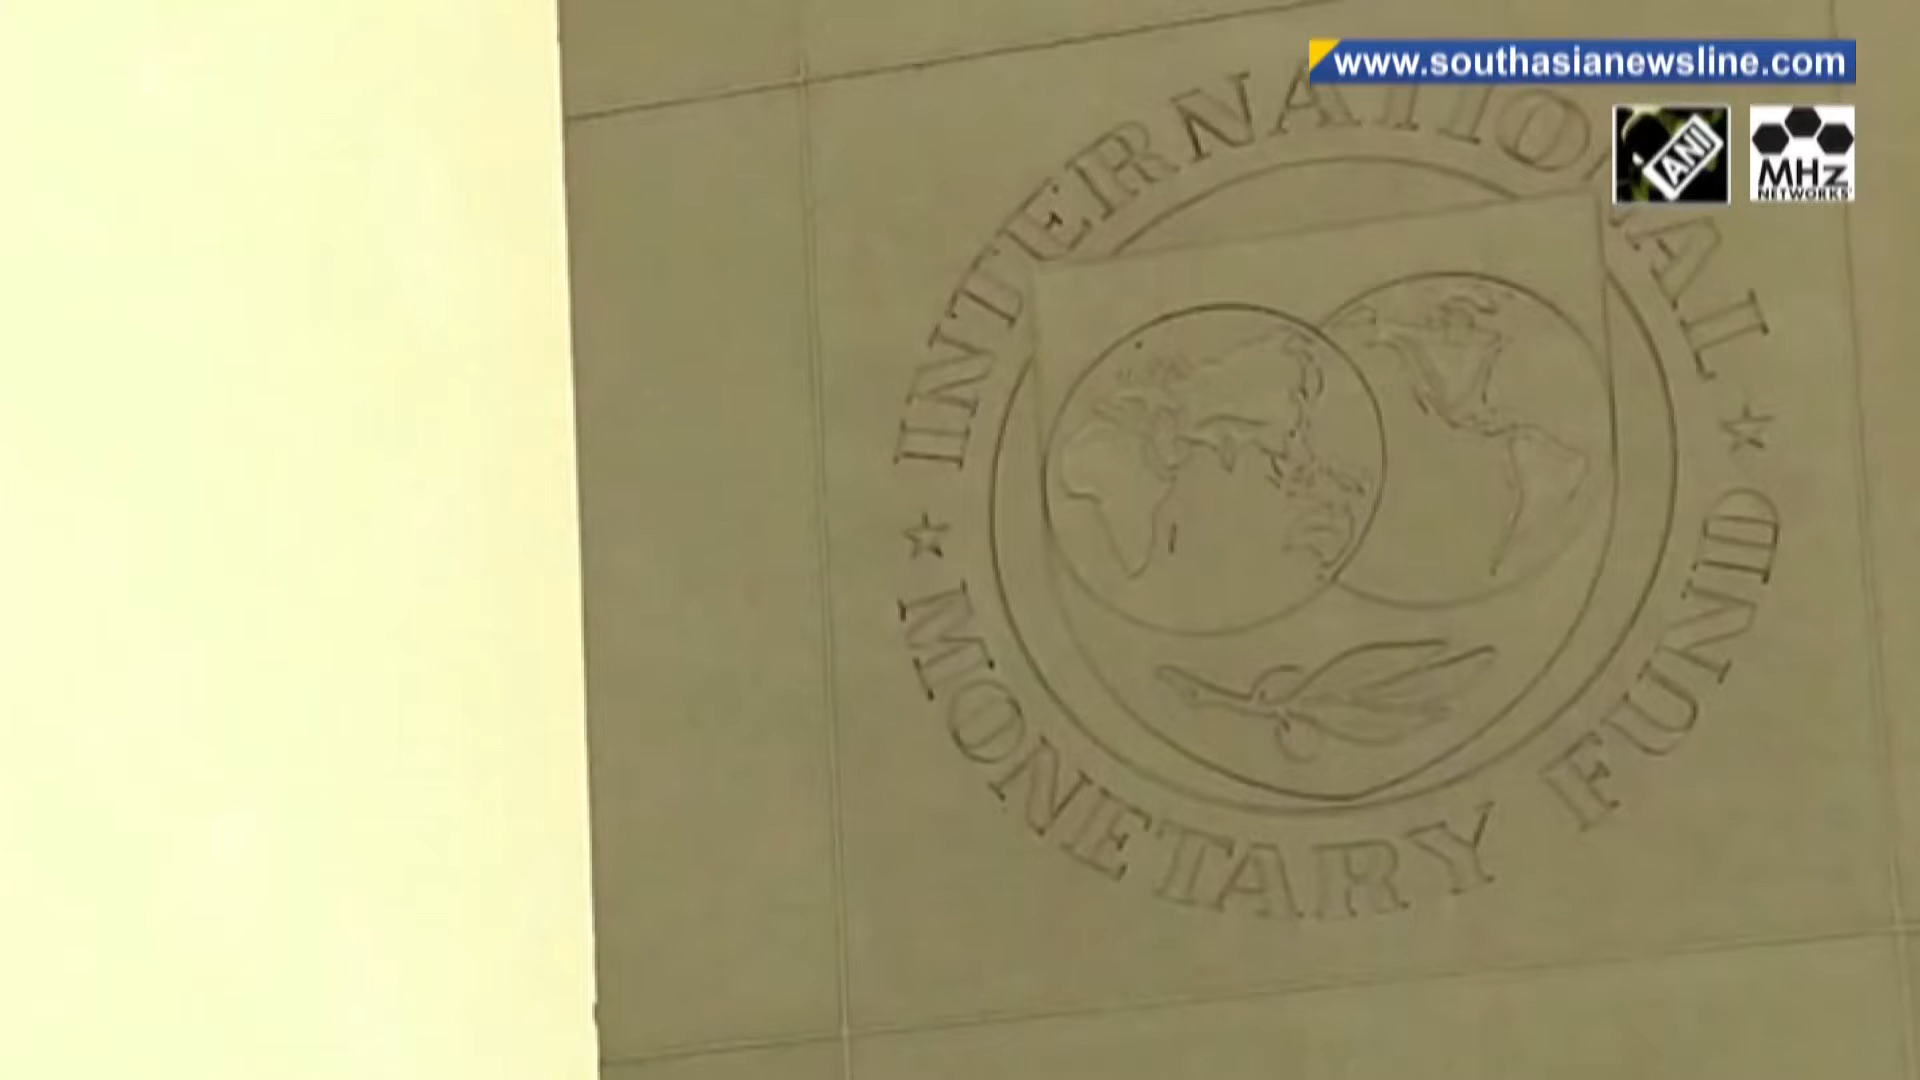 www.southasianewsline.com
ANI
MHz
NETWORKS
INTERNATIONAL
MONETARY FUND